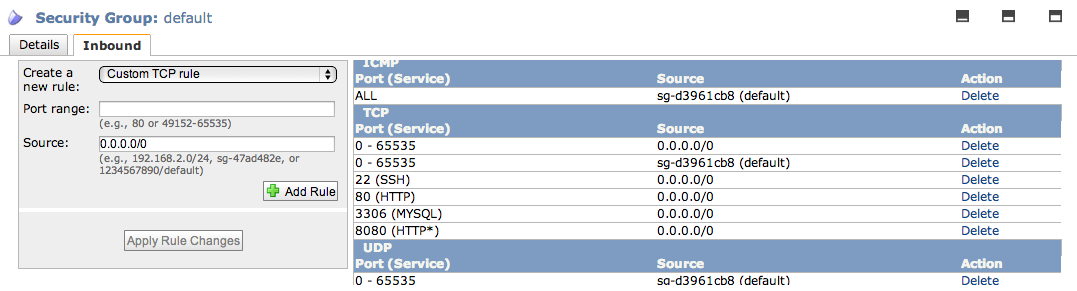 Security Group: default
Details
Inbound
Create a new rule:
Custom TCP rule
Port range:
(e.g., 80 or 49152-65535)
Source:
0.0.0.0/0
(e.g., 192.168.2.0/24, sg-47ad482e, or
1234567890/default)
Add Rule
Apply Rule Changes
ICMP
Port (Service) Source Action
ALL sg-d3961cb8 (default) Delete
TCP
Port (Service) Source Action
0 - 65535 0.0.0.0/0 Delete
0 - 65535 sg-d3961cb8 (default) Delete
22 (SSH) 0.0.0.0/0 Delete
80 (HTTP) 0.0.0.0/0 Delete
3306 (MYSQL) 0.0.0.0/0 Delete
8080 (HTTP*) 0.0.0.0/0 Delete
UDP
Port (Service) Source Action
0 - 65535 sg-d3961cb8 (default) Delete